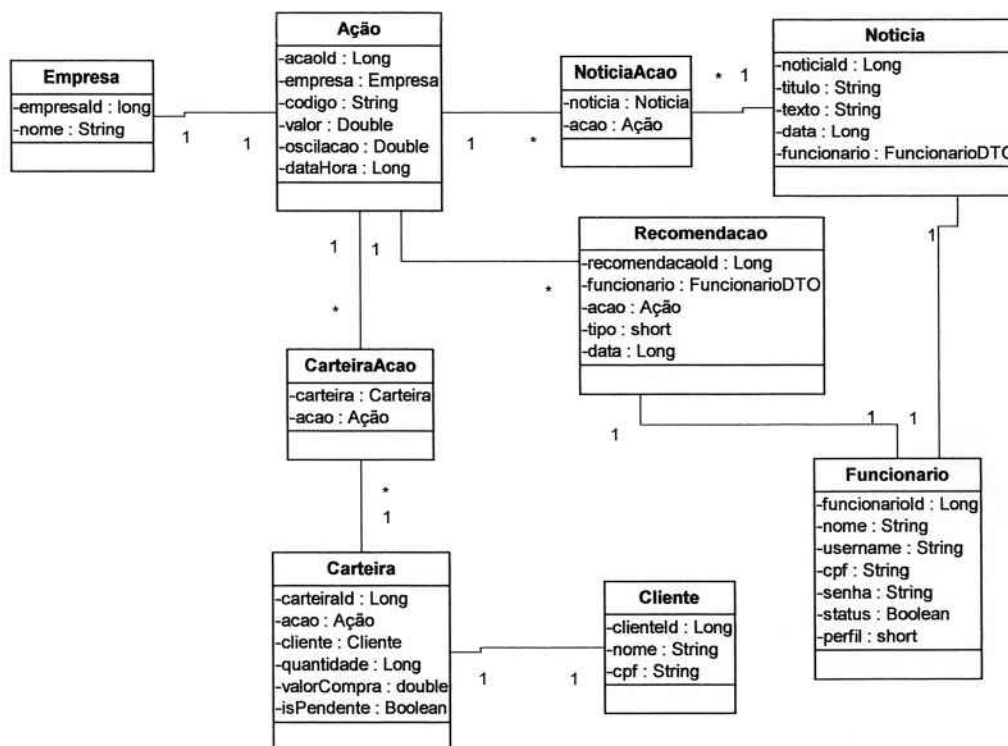 Empresa
-empresaId : long
-nome : String
1
1
Ação
-acaoId : Long
-empresa : Empresa
-codigo : String
-valor : Double
-oscilacao : Double
-dataHora : Long
1
*
NoticiaAcao
-noticia : Noticia
-acao : Ação
*
1
Noticia
-noticiaId : Long
-titulo : String
-texto : String
-data : Long
-funcionario : FuncionarioDTO
1
1
*
*
Recomendacao
-recomendacaoId : Long
-funcionario : FuncionarioDTO
-acao : Ação
-tipo : short
-data : Long
1
CarteiraAcao
-carteira : Carteira
-acao : Ação
1
1
1
Funcionário
-funcionarioId : Long
-nome : String
-username : String
-cpf : String
-senha : String
-status : Boolean
-perfil : short
*
1
Carteira
-carteiraId : Long
-acao : Ação
-cliente : Cliente
-quantidade : Long
-valorCompra : double
-isPendente : Boolean
1
1
Cliente
-clienteId : Long
-nome : String
-cpf : String